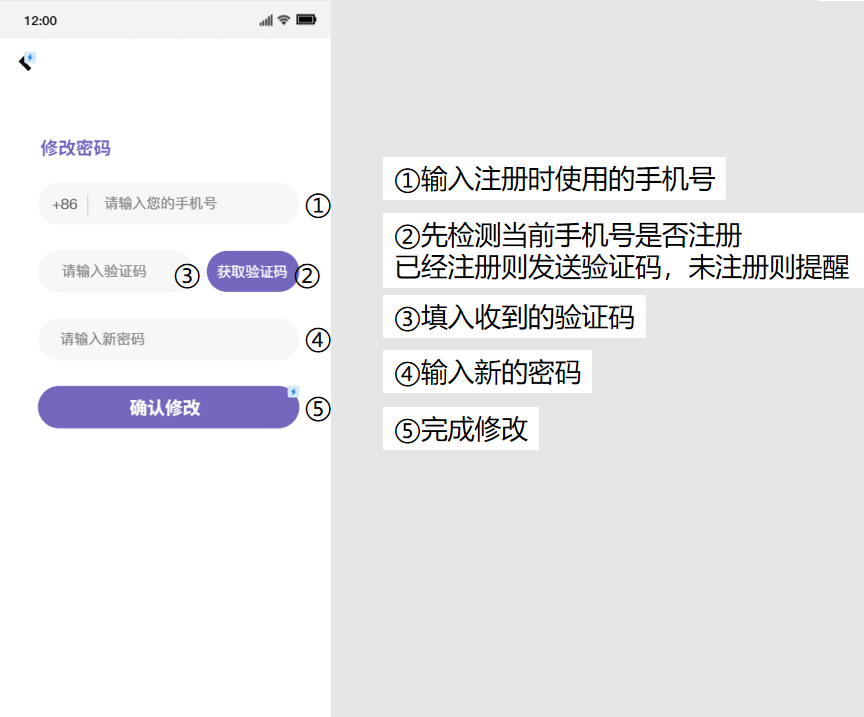 12:00
修改密码
+86 请输入您的手机号 ①
请输入验证码 ③ 获取验证码 ②
请输入新密码 ④
确认修改 ⑤
①输入注册时使用的手机号
②先检测当前手机号是否注册
已经注册则发送验证码，未注册则提醒
③填入收到的验证码
④输入新的密码
⑤完成修改